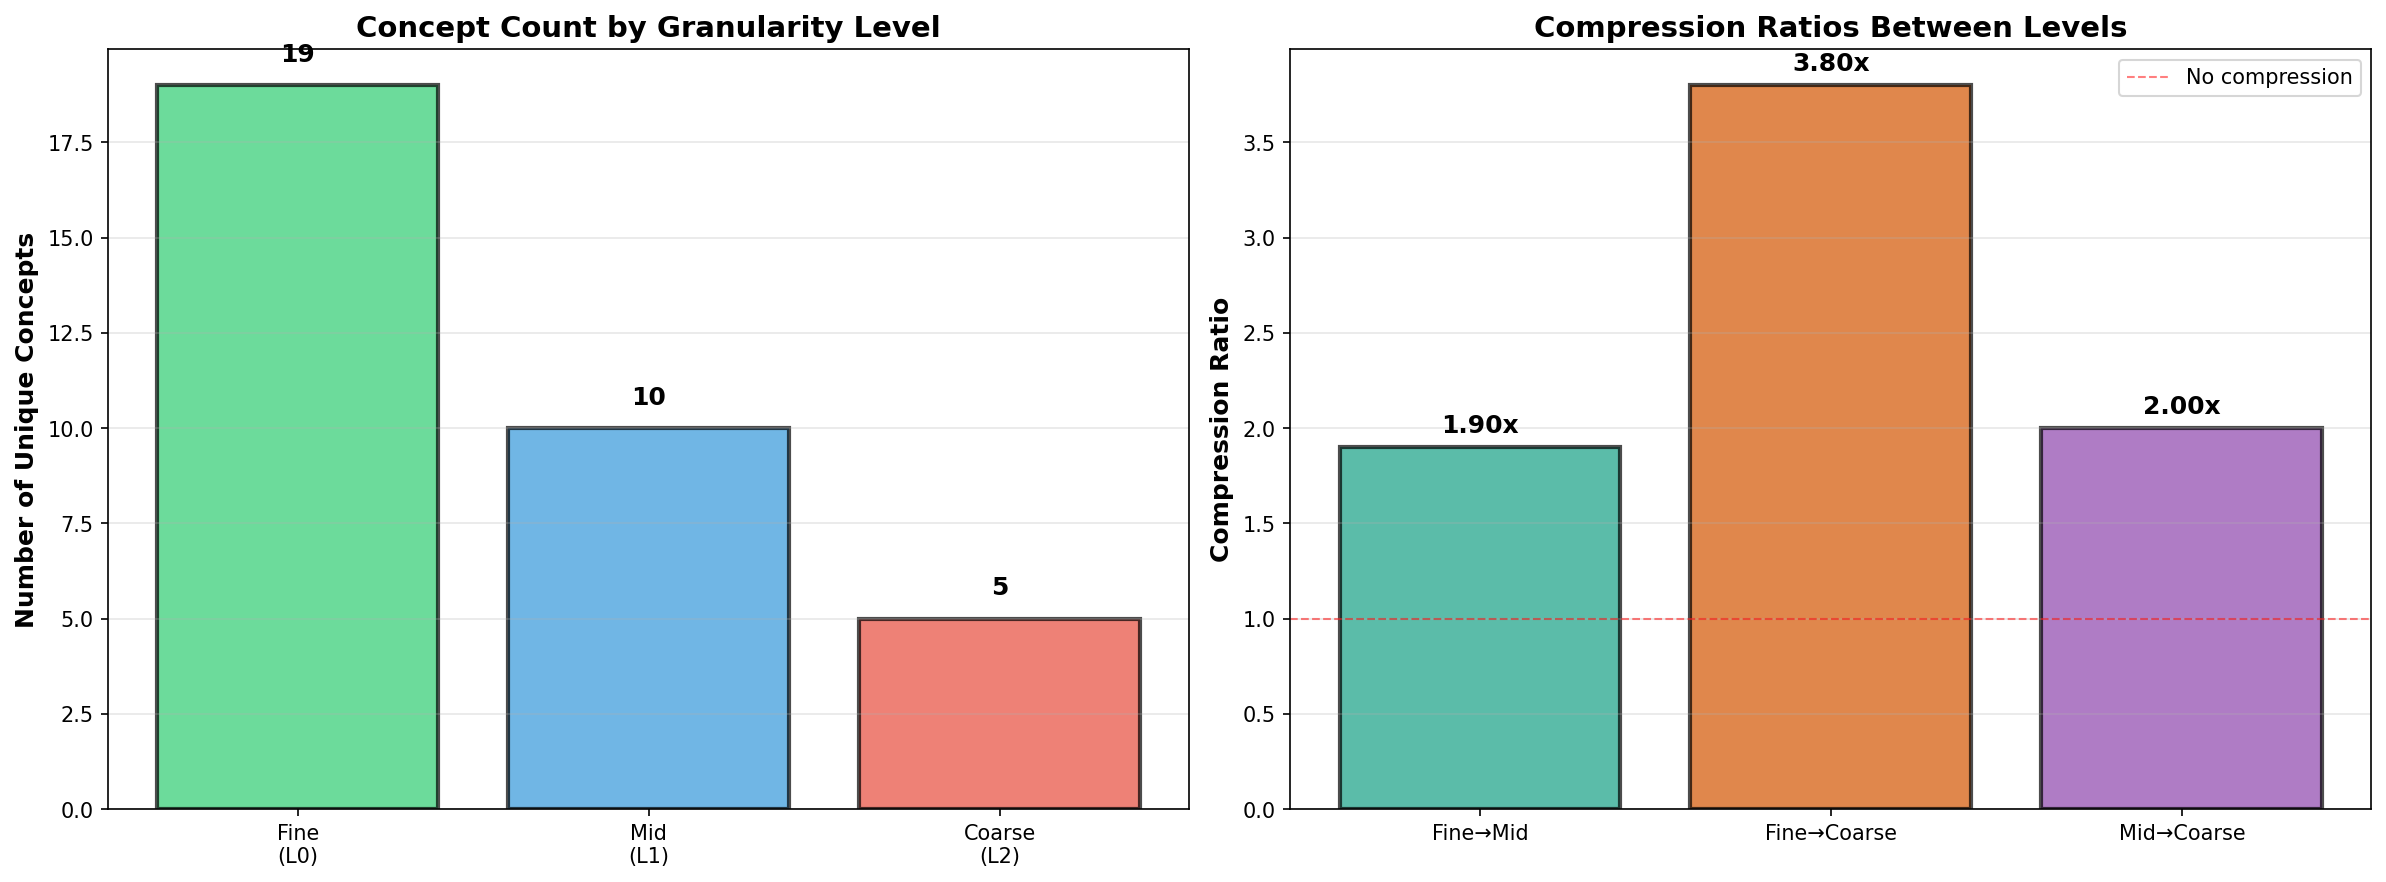 Concept Count by Granularity Level
Number of Unique Concepts
17.5
15.0
12.5
10.0
7.5
5.0
2.5
0.0
19
10
5
Fine
(L0)
Mid
(L1)
Coarse
(L2)
Compression Ratios Between Levels
Compression Ratio
3.5
3.0
2.5
2.0
1.5
1.0
0.5
0.0
1.90x
3.80x
2.00x
No compression
Fine→Mid
Fine→Coarse
Mid→Coarse